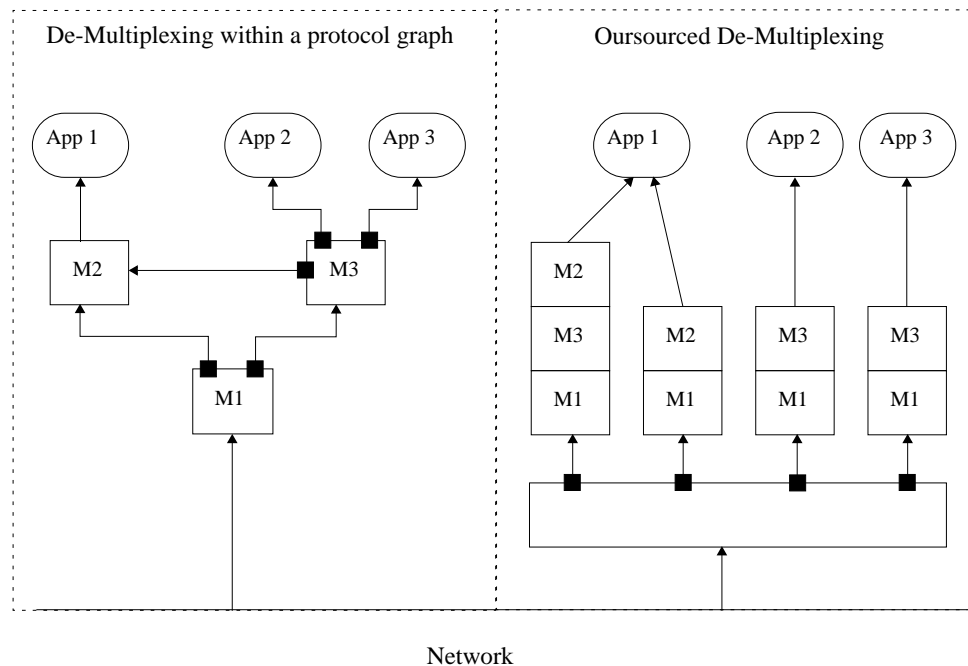 De-Multiplexing within a protocol graph
App 1
App 2
App 3
M2
M3
M1
Oursourced De-Multiplexing
App 1
App 2
App 3
M2
M3
M2
M3
M3
M1
M1
M1
M1
Network